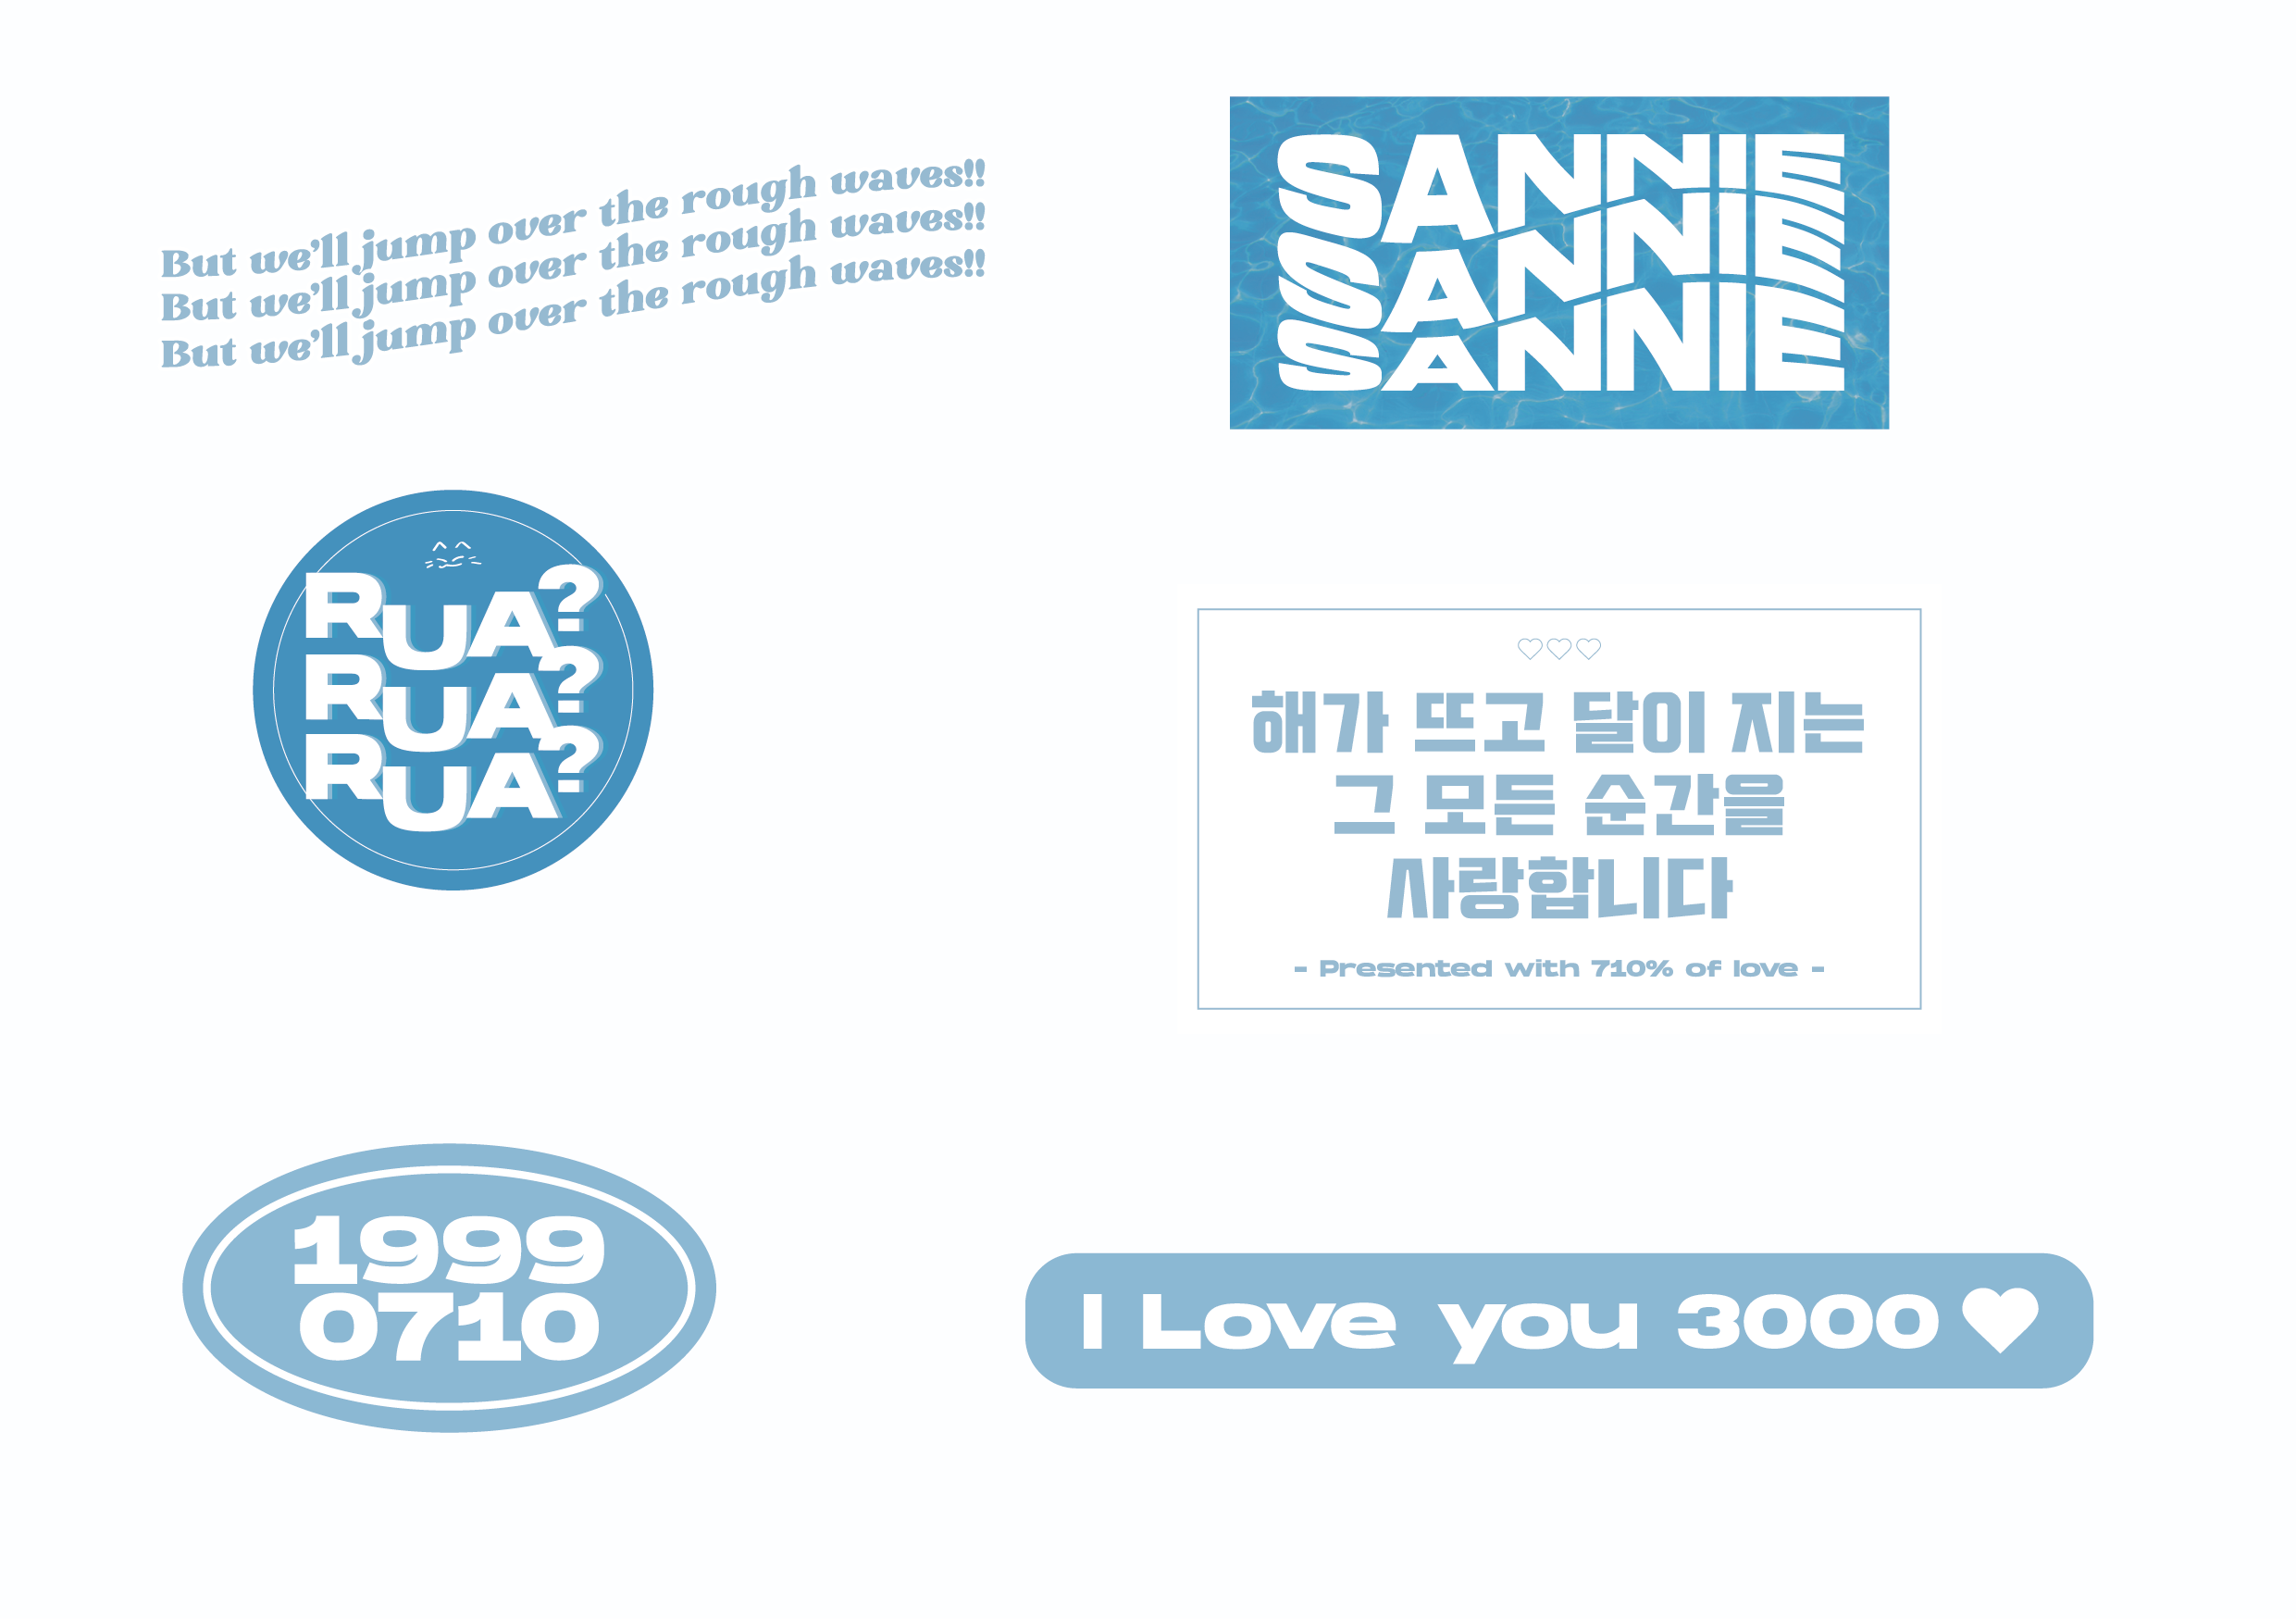 But we'll jump over the rough waves!!
But we'll jump over the rough waves!!
But we'll jump over the rough waves!!
SANNIE
SANNIE
SANNIE
RUA?
RUA?
RUA?
해가 뜨고 달이 지는
그 모든 순간을
사랑합니다
- Presented with 710% of love -
1999
0710
I Love you 3000